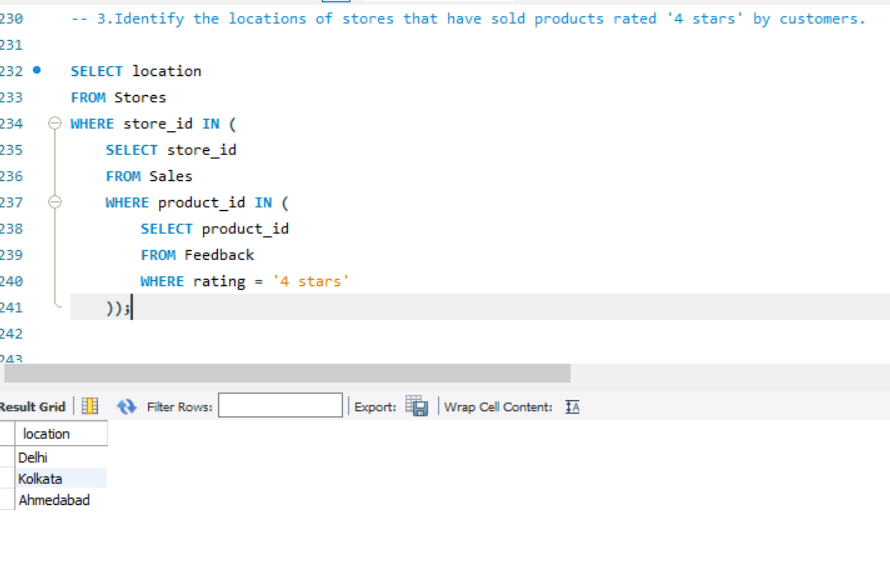 230 -- 3.Identify the locations of stores that have sold products rated '4 stars' by customers.
231
232 SELECT location
233 FROM Stores
234 WHERE store_id IN (
235 SELECT store_id
236 FROM Sales
237 WHERE product_id IN (
238 SELECT product_id
239 FROM Feedback
240 WHERE rating = '4 stars'
241 ));
242
243
Result Grid Filter Rows: Export: Wrap Cell Content: IA
location
Delhi
Kolkata
Ahmedabad